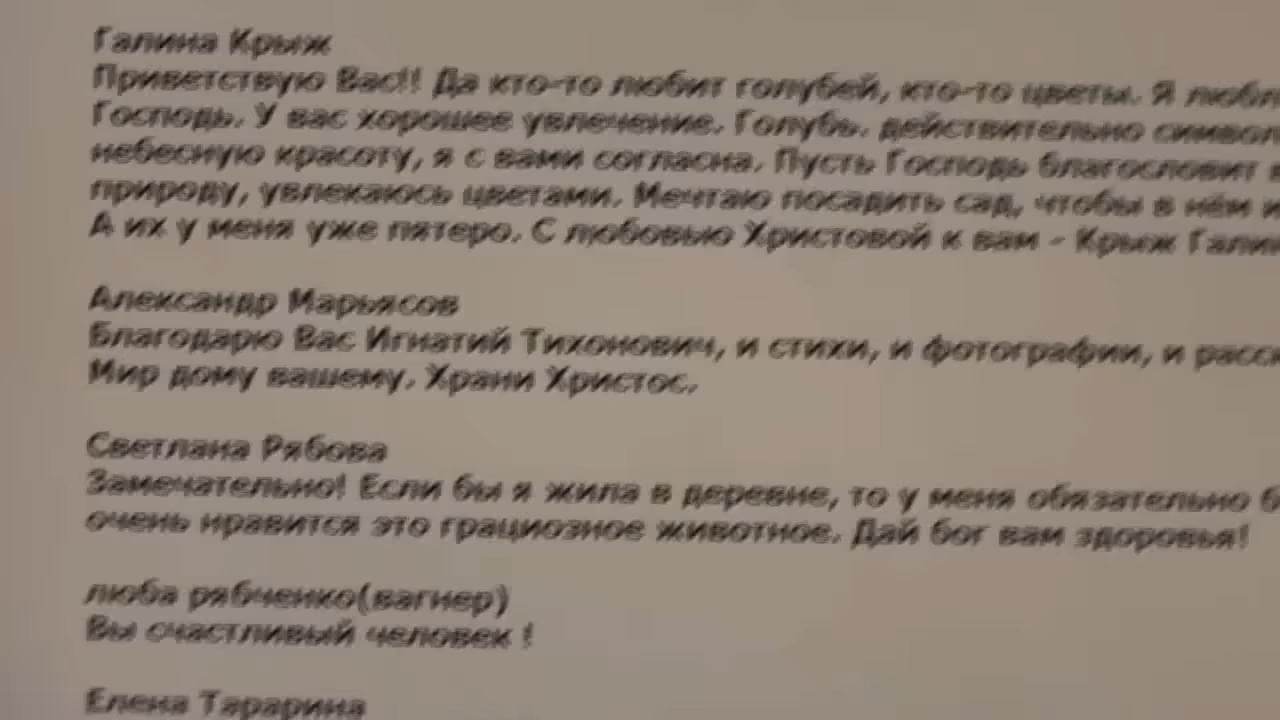 Галина Крыж
Приветствую Вас!! Да кто-то любит голубей, кто-то цветы. Я
Господь. У вас хорошее увлечение. Голубь. действительно
небесную красоту, я с вами согласна. Пусть Господь благословит
природу, увлекаюсь цветами. Мечтаю посадить сад, чтобы в нём
А их у меня уже пятеро. С любовью Христовой к вам - Крыж
Александр Марьясов
Благодарю Вас Игнатий Тихонович, и стихи, и фотографии, и
Мир дому вашему. Храни Христос.
Светлана Рябова
Замечательно! Если бы я жила в деревне, то у меня обязательно
очень нравится это грациозное животное. Дай бог вам здоровья!
люба рябченко(вагнер)
Вы счастливый человек !
Елена Тарарина